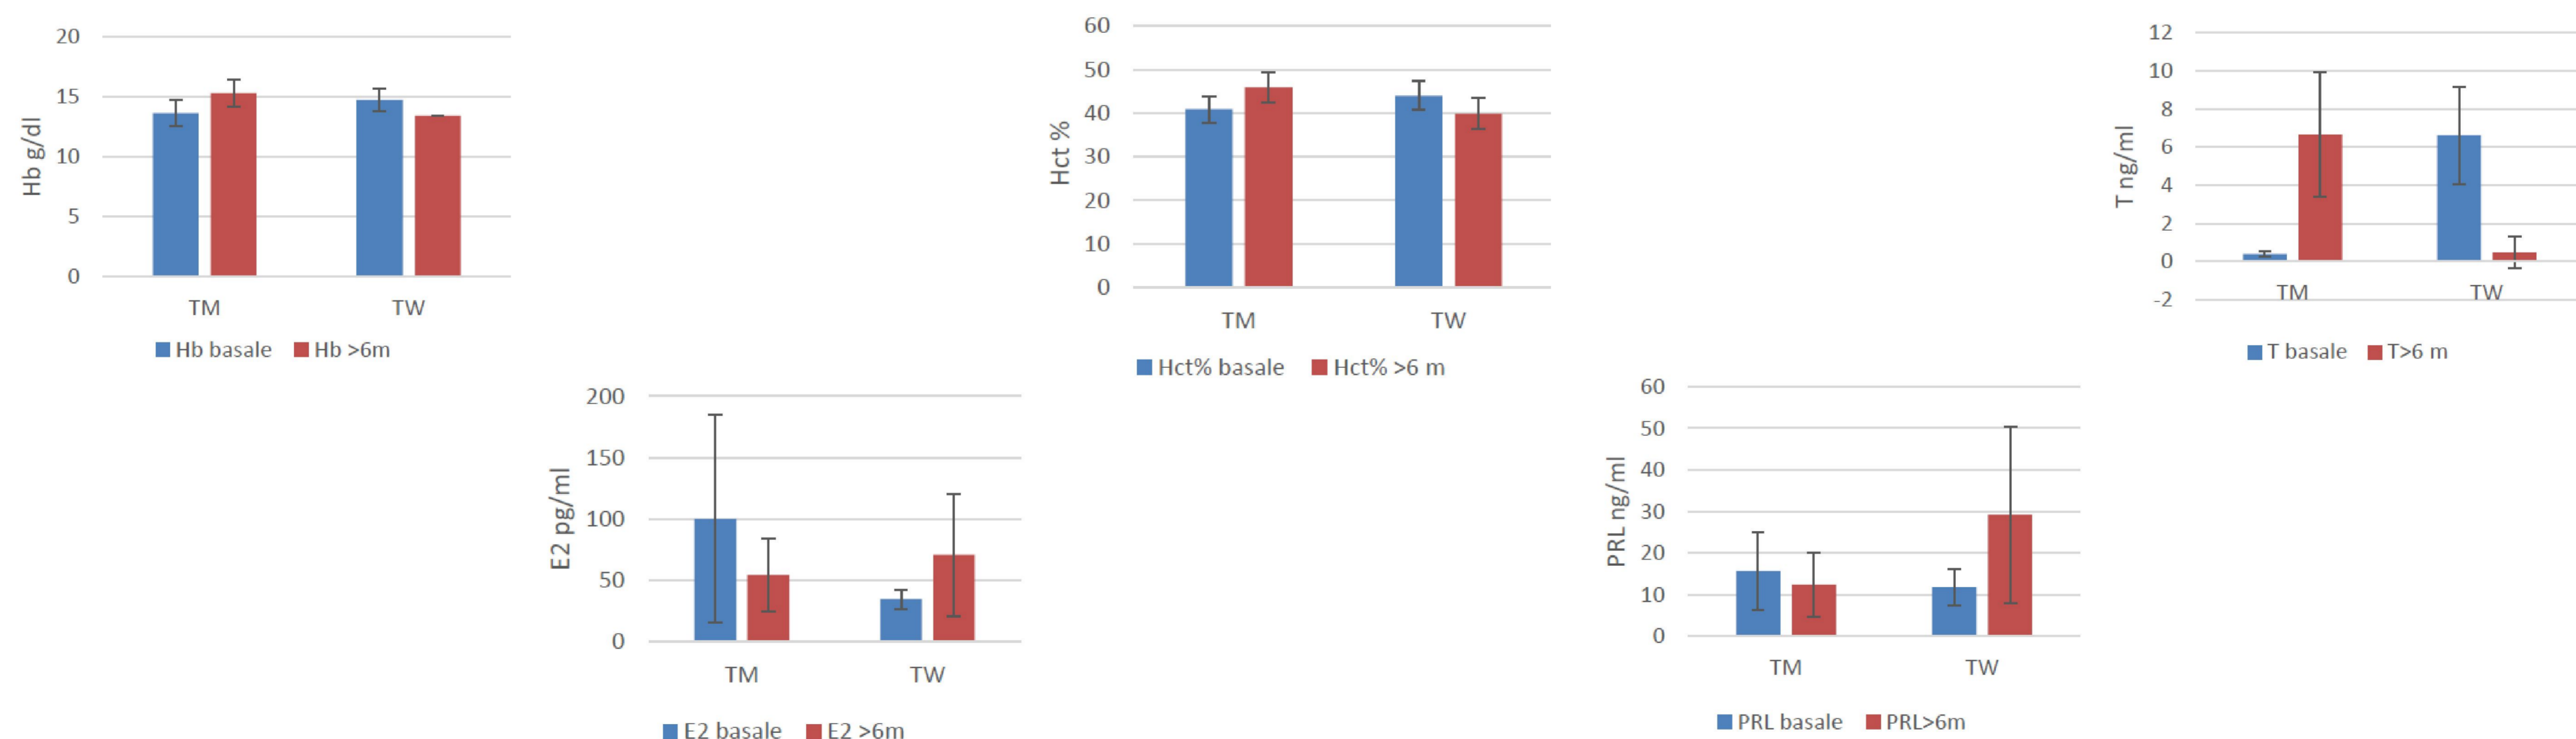 Hb g/dl
20
15
10
5
0
TM TW
Hb basale Hb >6m
Hct %
60
50
40
30
20
10
0
TM TW
Hct% basale Hct% >6 m
T ng/ml
12
10
8
6
4
2
0
-2
TM TW
T basale T>6 m
E2 pg/ml
200
150
100
50
0
TM TW
E2 basale E2 >6m
PRL ng/ml
60
50
40
30
20
10
0
TM TW
PRL basale PRL>6m